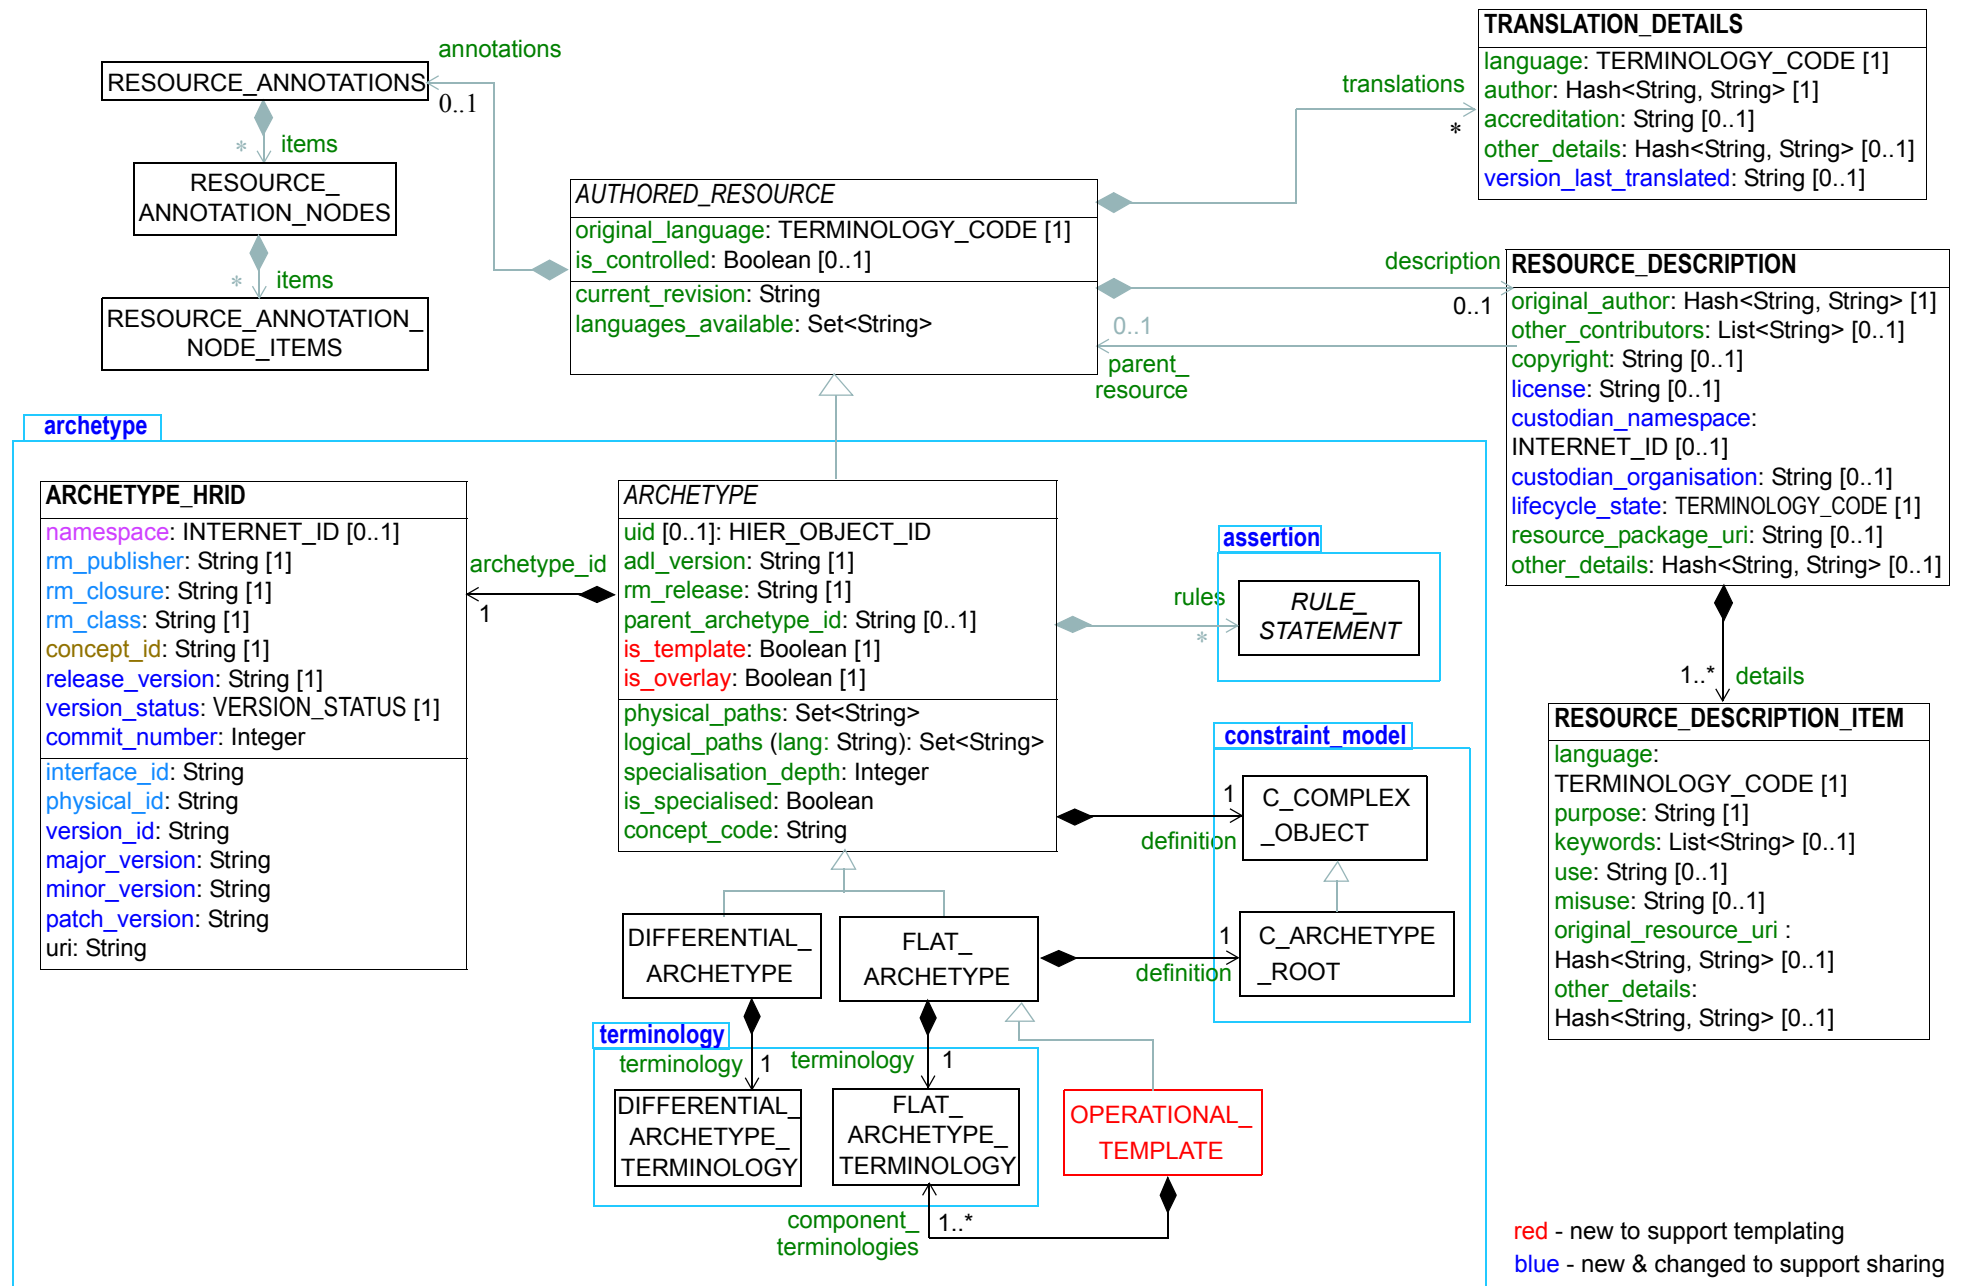 annotations
RESOURCE_ANNOTATIONS
0..1
*
items
RESOURCE_
ANNOTATION_NODES
*
items
RESOURCE_ANNOTATION_
NODE_ITEMS
AUTHORED_RESOURCE
original_language: TERMINOLOGY_CODE [1]
is_controlled: Boolean [0..1]
current_revision: String
languages_available: Set<String>
translations
*
TRANSLATION_DETAILS
language: TERMINOLOGY_CODE [1]
author: Hash<String, String> [1]
accreditation: String [0..1]
other_details: Hash<String, String> [0..1]
version_last_translated: String [0..1]
description
0..1
0..1
parent_
resource
RESOURCE_DESCRIPTION
original_author: Hash<String, String> [1]
other_contributors: List<String> [0..1]
copyright: String [0..1]
license: String [0..1]
custodian_namespace:
INTERNET_ID [0..1]
custodian_organisation: String [0..1]
lifecycle_state: TERMINOLOGY_CODE [1]
resource_package_uri: String [0..1]
other_details: Hash<String, String> [0..1]
1..*
details
RESOURCE_DESCRIPTION_ITEM
language:
TERMINOLOGY_CODE [1]
purpose: String [1]
keywords: List<String> [0..1]
use: String [0..1]
misuse: String [0..1]
original_resource_uri :
Hash<String, String> [0..1]
other_details:
Hash<String, String> [0..1]
archetype
ARCHETYPE_HRID
namespace: INTERNET_ID [0..1]
rm_publisher: String [1]
rm_closure: String [1]
rm_class: String [1]
concept_id: String [1]
release_version: String [1]
version_status: VERSION_STATUS [1]
commit_number: Integer
interface_id: String
physical_id: String
version_id: String
major_version: String
minor_version: String
patch_version: String
uri: String
archetype_id
1
ARCHETYPE
uid [0..1]: HIER_OBJECT_ID
adl_version: String [1]
rm_release: String [1]
parent_archetype_id: String [0..1]
is_template: Boolean [1]
is_overlay: Boolean [1]
physical_paths: Set<String>
logical_paths (lang: String): Set<String>
specialisation_depth: Integer
is_specialised: Boolean
concept_code: String
assertion
rules
*
RULE_
STATEMENT
constraint_model
1
definition
C_COMPLEX
_OBJECT
1
definition
C_ARCHETYPE
_ROOT
DIFFERENTIAL_
ARCHETYPE
FLAT_
ARCHETYPE
terminology
terminology
1
terminology
1
DIFFERENTIAL_
ARCHETYPE_
TERMINOLOGY
FLAT_
ARCHETYPE_
TERMINOLOGY
OPERATIONAL_
TEMPLATE
component_
terminologies
1..*
red - new to support templating
blue - new & changed to support sharing